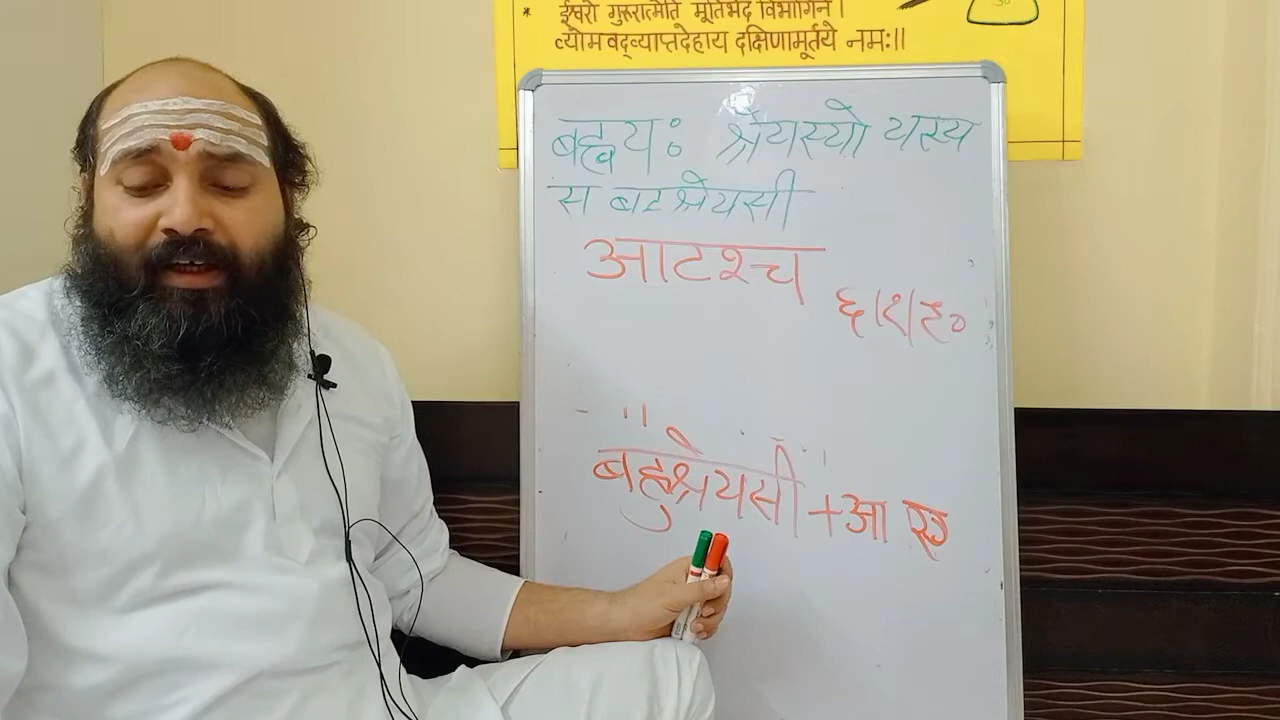 * ईश्वरो गुरूरात्मेति मूर्तिभेद विभागिने।
व्योमवद्व्याप्तदेहाय दक्षिणामूर्तये नमः॥
बह्वयः श्रेयस्यो यस्य
स बहुश्रेयसी
आटश्च
६।१।९०
बहुश्रेयसी +आ ए